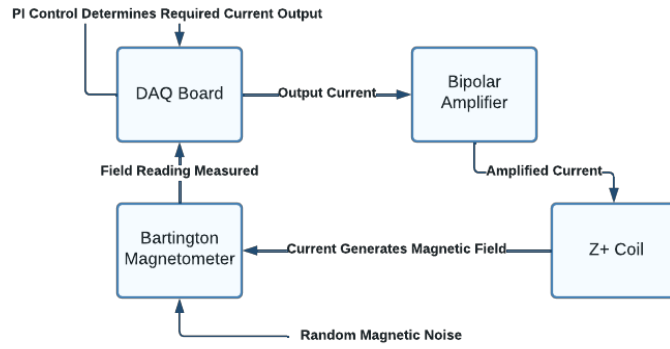 PI Control Determines Required Current Output
DAQ Board
Output Current
Bipolar
Amplifier
Field Reading Measured
Amplified Current
Bartington
Magnetometer
Current Generates Magnetic Field
Z+ Coil
Random Magnetic Noise